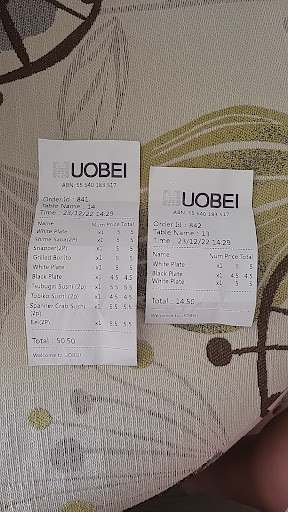 UOBEI
ABN: 55 640 183 517
Order Id : 841
Table Name : 14
Time : 23/12/22 14:29
Name Num Price Total
White Plate x1 5 5
Shime Saba(2P) x1 5 5
Snapper(2P) x1 5 5
Grilled Bonito x1 5 5
White Plate x1 5 5
Black Plate x1 4.5 4.5
Tsubugai Sushi(2p) x1 5.5 5.5
Tobiko Sushi (2p) x1 4.5 4.5
Spanner Crab Sushi x1 5.5 5.5
(2p)
Eel(2P) x1 5.5 5.5
Total : 50.50
Welcome to UOBEI
UOBEI
ABN: 55 640 183 517
Order Id : 842
Table Name : 13
Time : 23/12/22 14:29
Name Num Price Total
White Plate x1 5 5
Black Plate x1 4.5 4.5
White Plate x1 5 5
Total : 14.50
Welcome to UOBEI